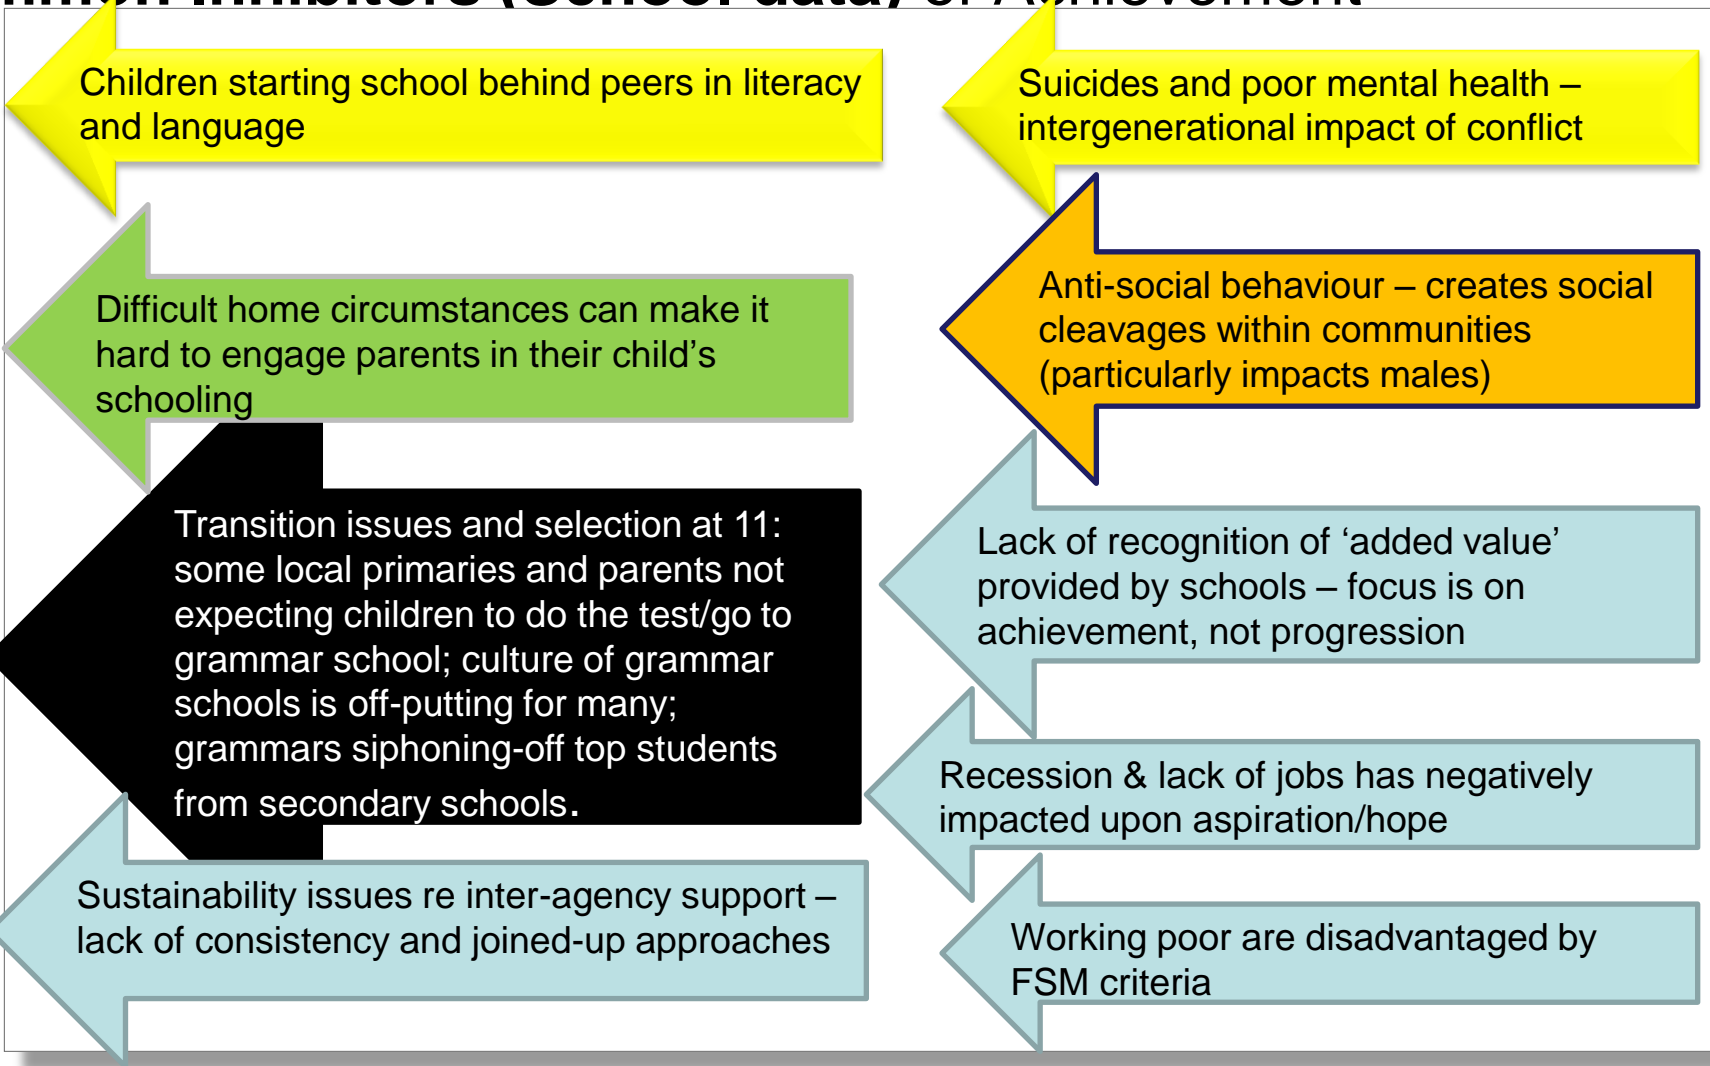 Inhibitors (School data) of Achievement
Children starting school behind peers in literacy
and language
Difficult home circumstances can make it
hard to engage parents in their child’s
schooling
Transition issues and selection at 11:
some local primaries and parents not
expecting children to do the test/go to
grammar school; culture of grammar
schools is off-putting for many;
grammars siphoning-off top students
from secondary schools.
Sustainability issues re inter-agency support –
lack of consistency and joined-up approaches
Suicides and poor mental health –
intergenerational impact of conflict
Anti-social behaviour – creates social
cleavages within communities
(particularly impacts males)
Lack of recognition of ‘added value’
provided by schools – focus is on
achievement, not progression
Recession & lack of jobs has negatively
impacted upon aspiration/hope
Working poor are disadvantaged by
FSM criteria